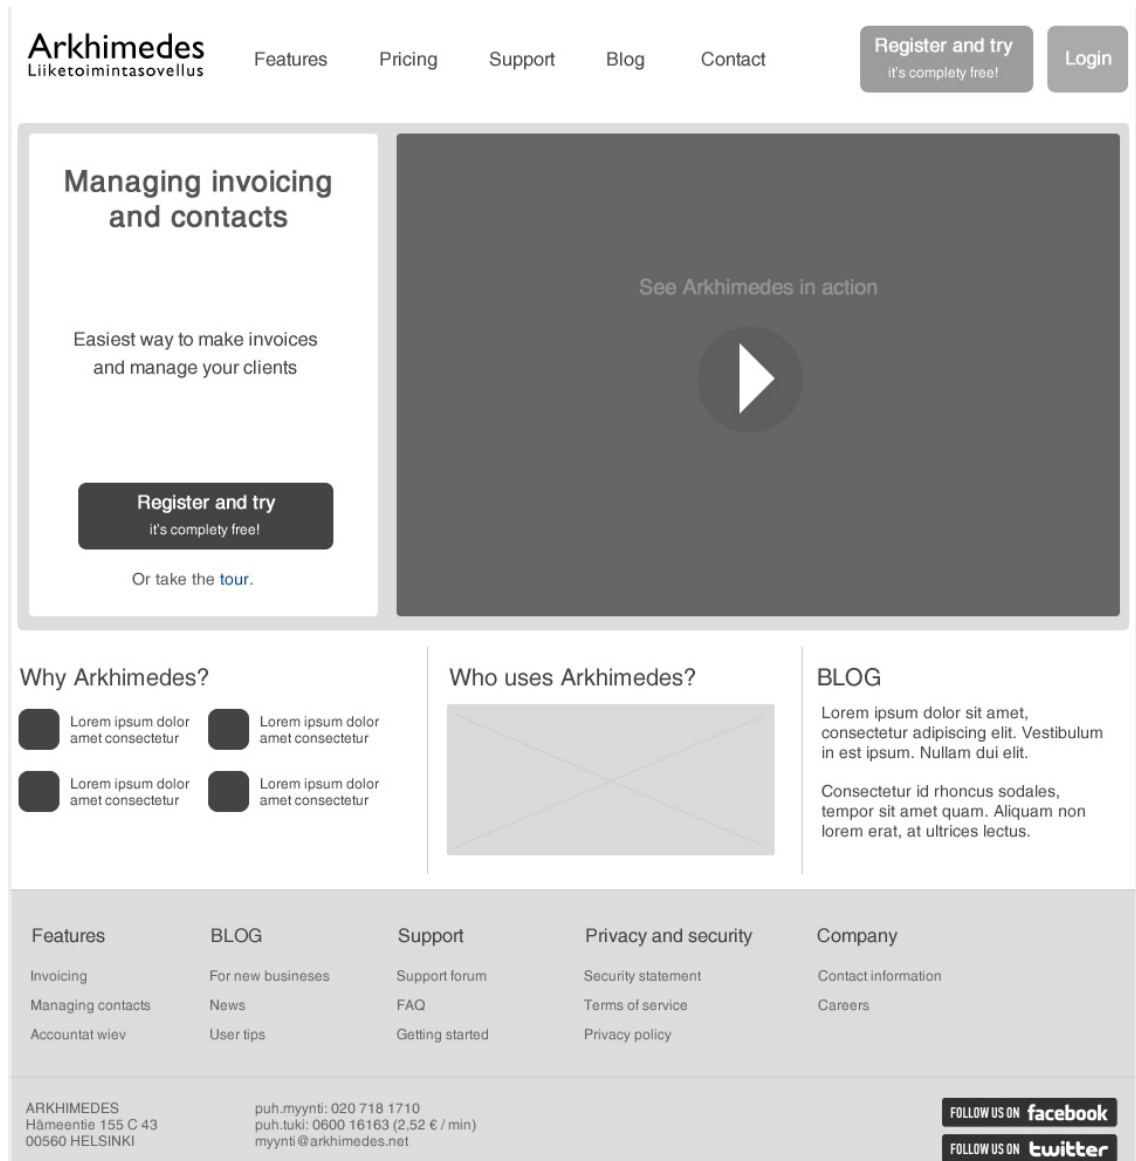 Arkhimedes
Liiketoimintasovellus
Features
Pricing
Support
Blog
Contact
Register and try
it's complety free!
Login
Managing invoicing
and contacts
Easiest way to make invoices
and manage your clients
Register and try
it's complety free!
Or take the tour.
See Arkhimedes in action
Why Arkhimedes?
Lorem ipsum dolor
amet consectetur
Lorem ipsum dolor
amet consectetur
Lorem ipsum dolor
amet consectetur
Lorem ipsum dolor
amet consectetur
Who uses Arkhimedes?
BLOG
Lorem ipsum dolor sit amet,
consectetur adipiscing elit. Vestibulum
in est ipsum. Nullam dui elit.
Consectetur id rhoncus sodales,
tempor sit amet quam. Aliquam non
lorem erat, at ultrices lectus.
Features
Invoicing
Managing contacts
Accountat wiev
BLOG
For new busineses
News
User tips
Support
Support forum
FAQ
Getting started
Privacy and security
Security statement
Terms of service
Privacy policy
Company
Contact information
Careers
ARKHIMEDES
Hämeentie 155 C 43
00560 HELSINKI
puh.myynti: 020 718 1710
puh.tuki: 0600 16163 (2,52 € / min)
myynti@arkhimedes.net
FOLLOW US ON facebook
FOLLOW US ON twitter